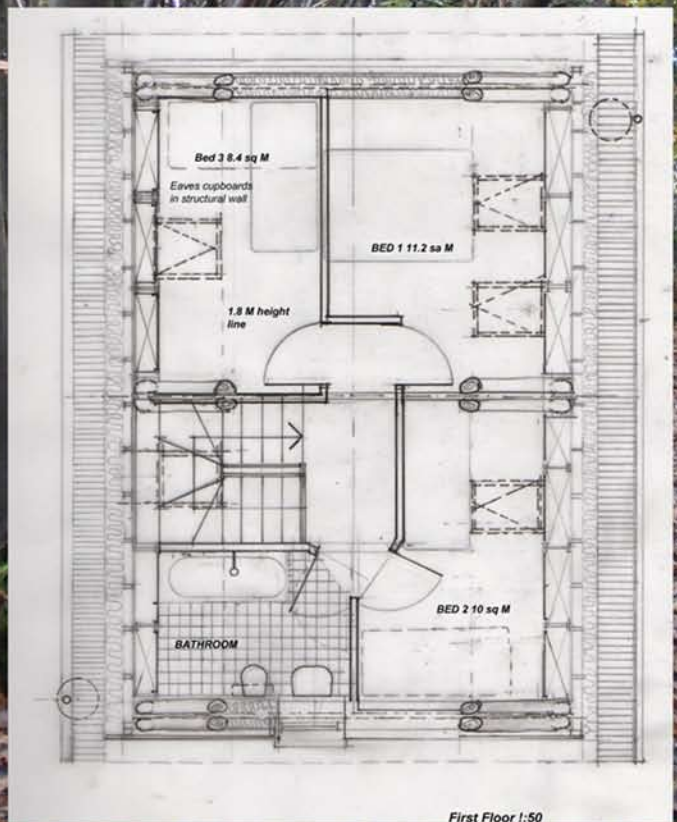 Bed 3 8.4 sq M
Eaves cupboards
in structural wall
BED 1 11.2 sa M
1.8 M height
line
BED 2 10 sq M
BATHROOM
First Floor !:50